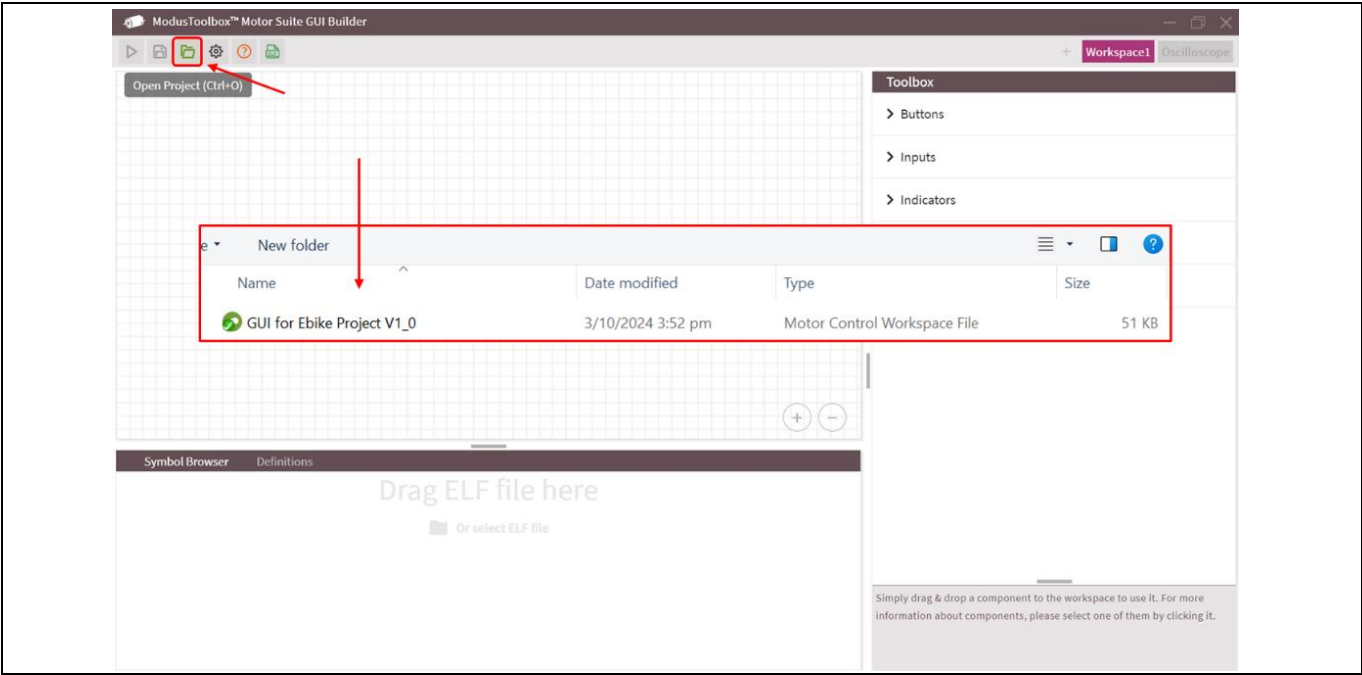 ModusToolbox™ Motor Suite GUI Builder
+ Workspace1 Oscilloscope
Open Project (Ctrl+O)
Toolbox
Buttons
Inputs
Indicators
e New folder
Name Date modified Type Size
GUI for Ebike Project V1_0 3/10/2024 3:52 pm Motor Control Workspace File 51 KB
Symbol Browser Definitions
Drag ELF file here
Or select ELF file
Simply drag & drop a component to the workspace to use it. For more
information about components, please select one of them by clicking it.